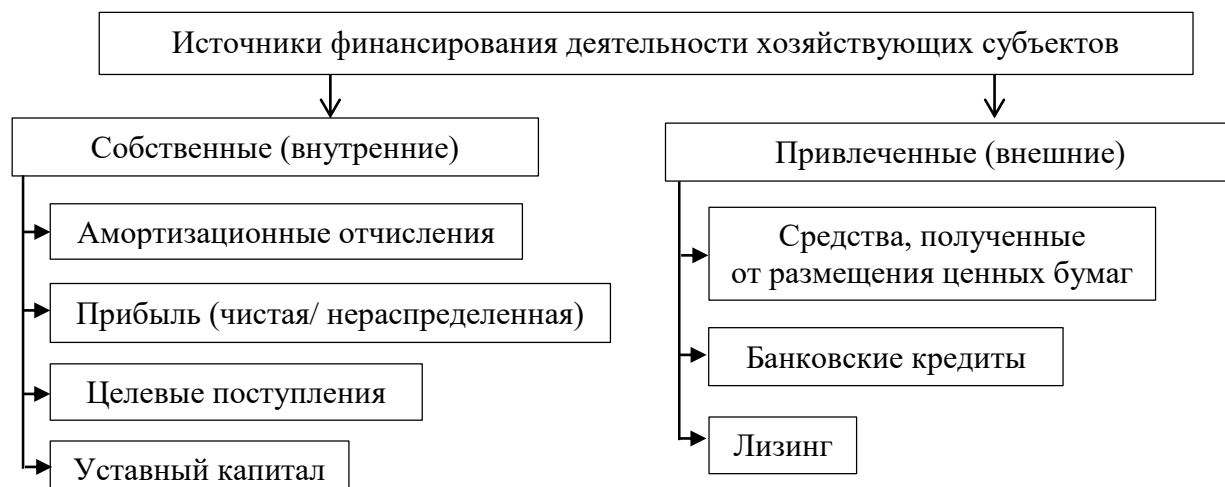 Источники финансирования деятельности хозяйствующих субъектов
Собственные (внутренние)
Амортизационные отчисления
Прибыль (чистая/ нераспределенная)
Целевые поступления
Уставный капитал
Привлеченные (внешние)
Средства, полученные
от размещения ценных бумаг
Банковские кредиты
Лизинг